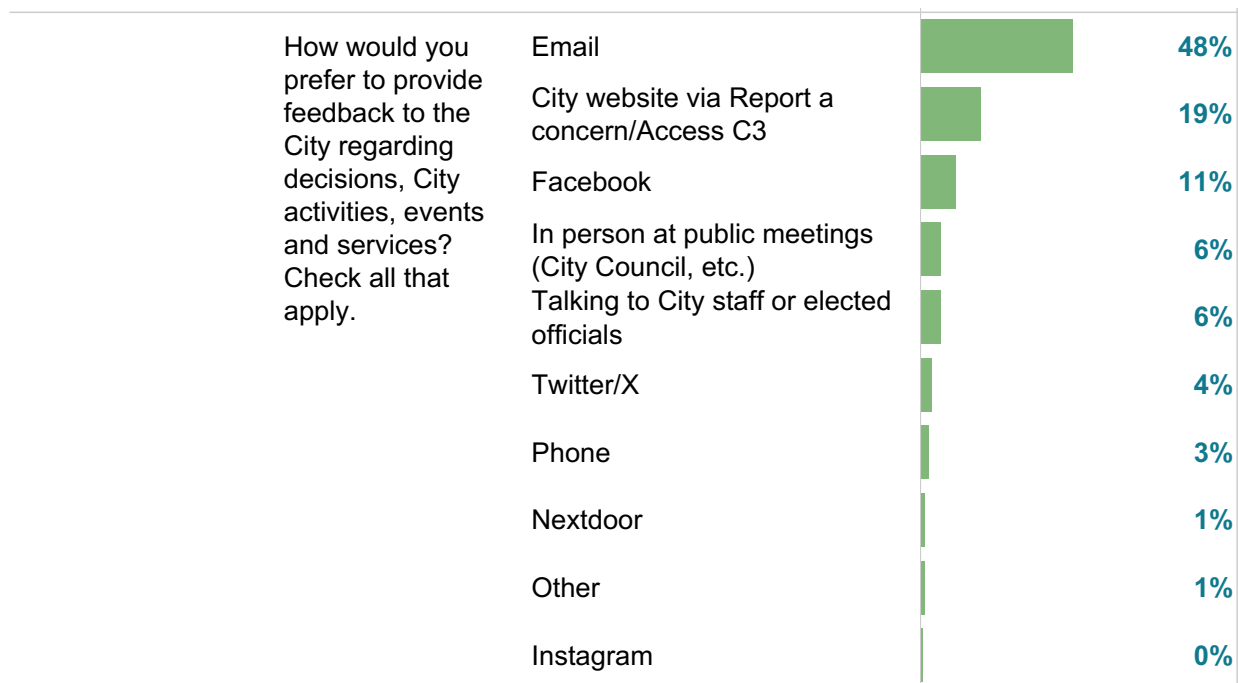 How would you
prefer to provide
feedback to the
City regarding
decisions, City
activities, events
and services?
Check all that
apply.
Email
48%
City website via Report a
concern/Access C3
19%
Facebook
11%
In person at public meetings
(City Council, etc.)
6%
Talking to City staff or elected
officials
6%
Twitter/X
4%
Phone
3%
Nextdoor
1%
Other
1%
Instagram
0%